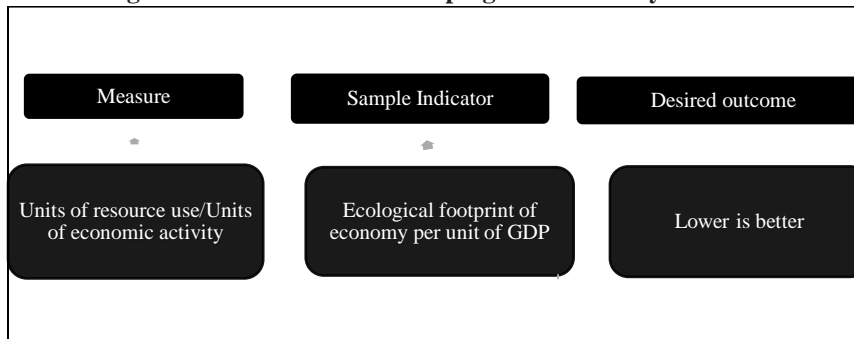 Measure
Sample Indicator
Desired outcome
Units of resource use/Units
of economic activity
Ecological footprint of
economy per unit of GDP
Lower is better